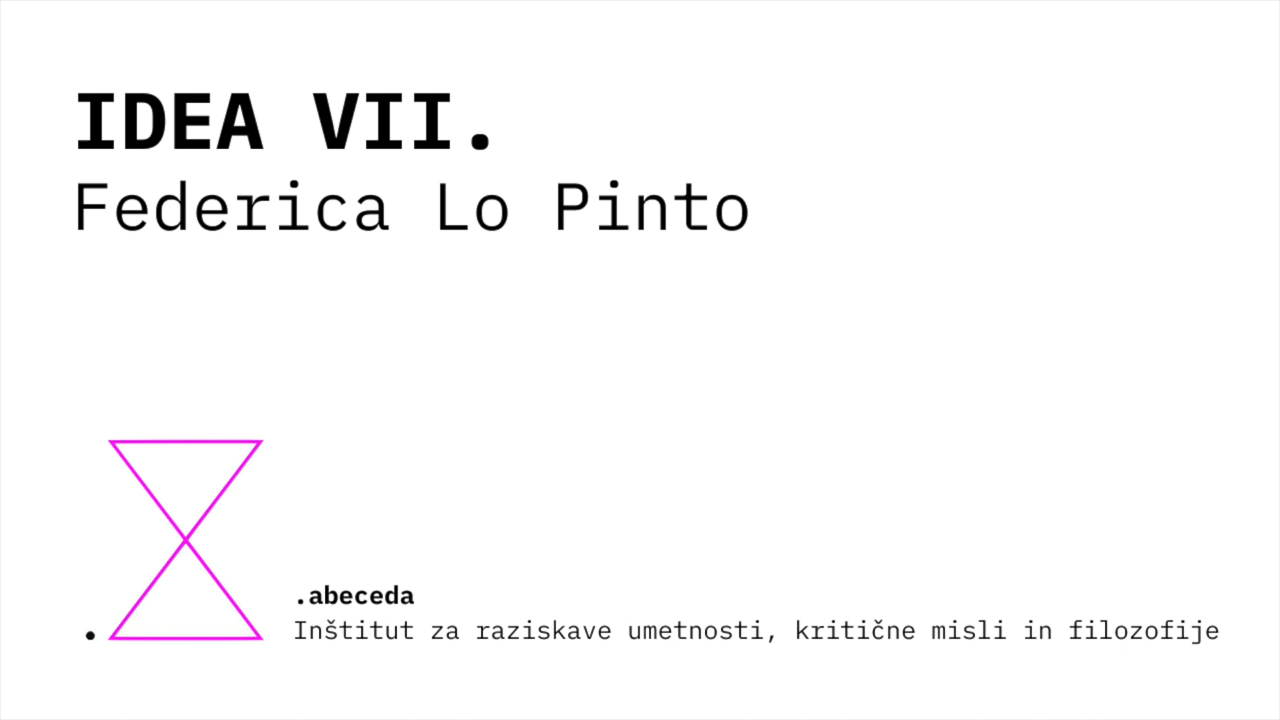 IDEA VII.
Federica Lo Pinto
.abeceda
Inštitut za raziskave umetnosti, kritične misli in filozofije